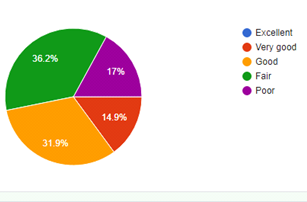 Excellent
Very good
Good
Fair
Poor
36.2%
17%
14.9%
31.9%